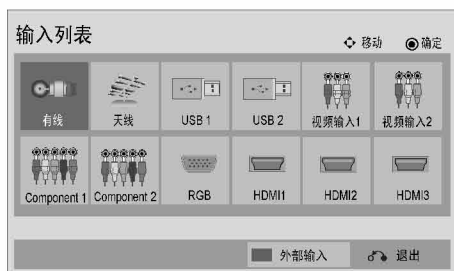 输入列表
移动 确定
有线 天线 USB 1 USB 2 视频输入1 视频输入2
Component 1 Component 2 RGB HDMI1 HDMI2 HDMI3
外部输入 退出